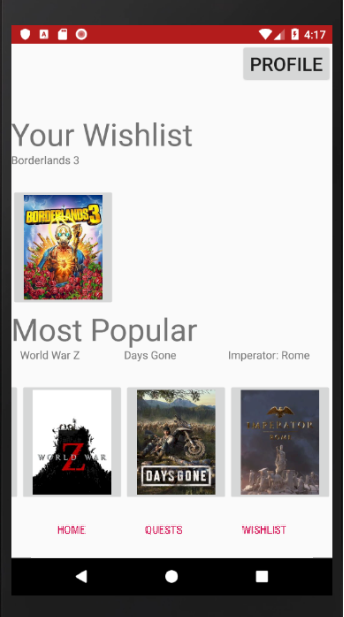 4:17
PROFILE
Your Wishlist
Borderlands 3
BORDERLANDS 3
Most Popular
World War Z Days Gone Imperator: Rome
WORLD WAR Z
DAYS GONE
IMPERATOR
ROME
HOME QUESTS WISHLIST